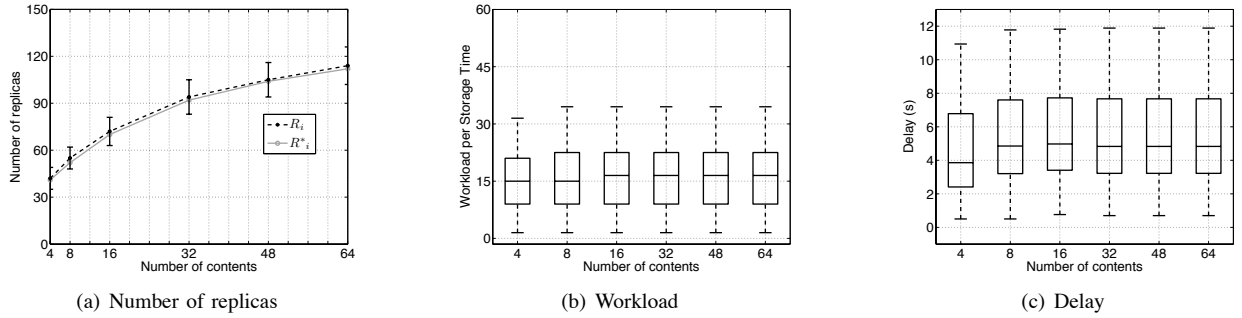 150
120
90
60
30
0
Number of replicas
4 8 16 32 48 64
Number of contents
R_i
R*_i
(a) Number of replicas
60
45
30
15
0
Workload per Storage Time
4 8 16 32 48 64
Number of contents
(b) Workload
12
10
8
6
4
2
0
Delay (s)
4 8 16 32 48 64
Number of contents
(c) Delay